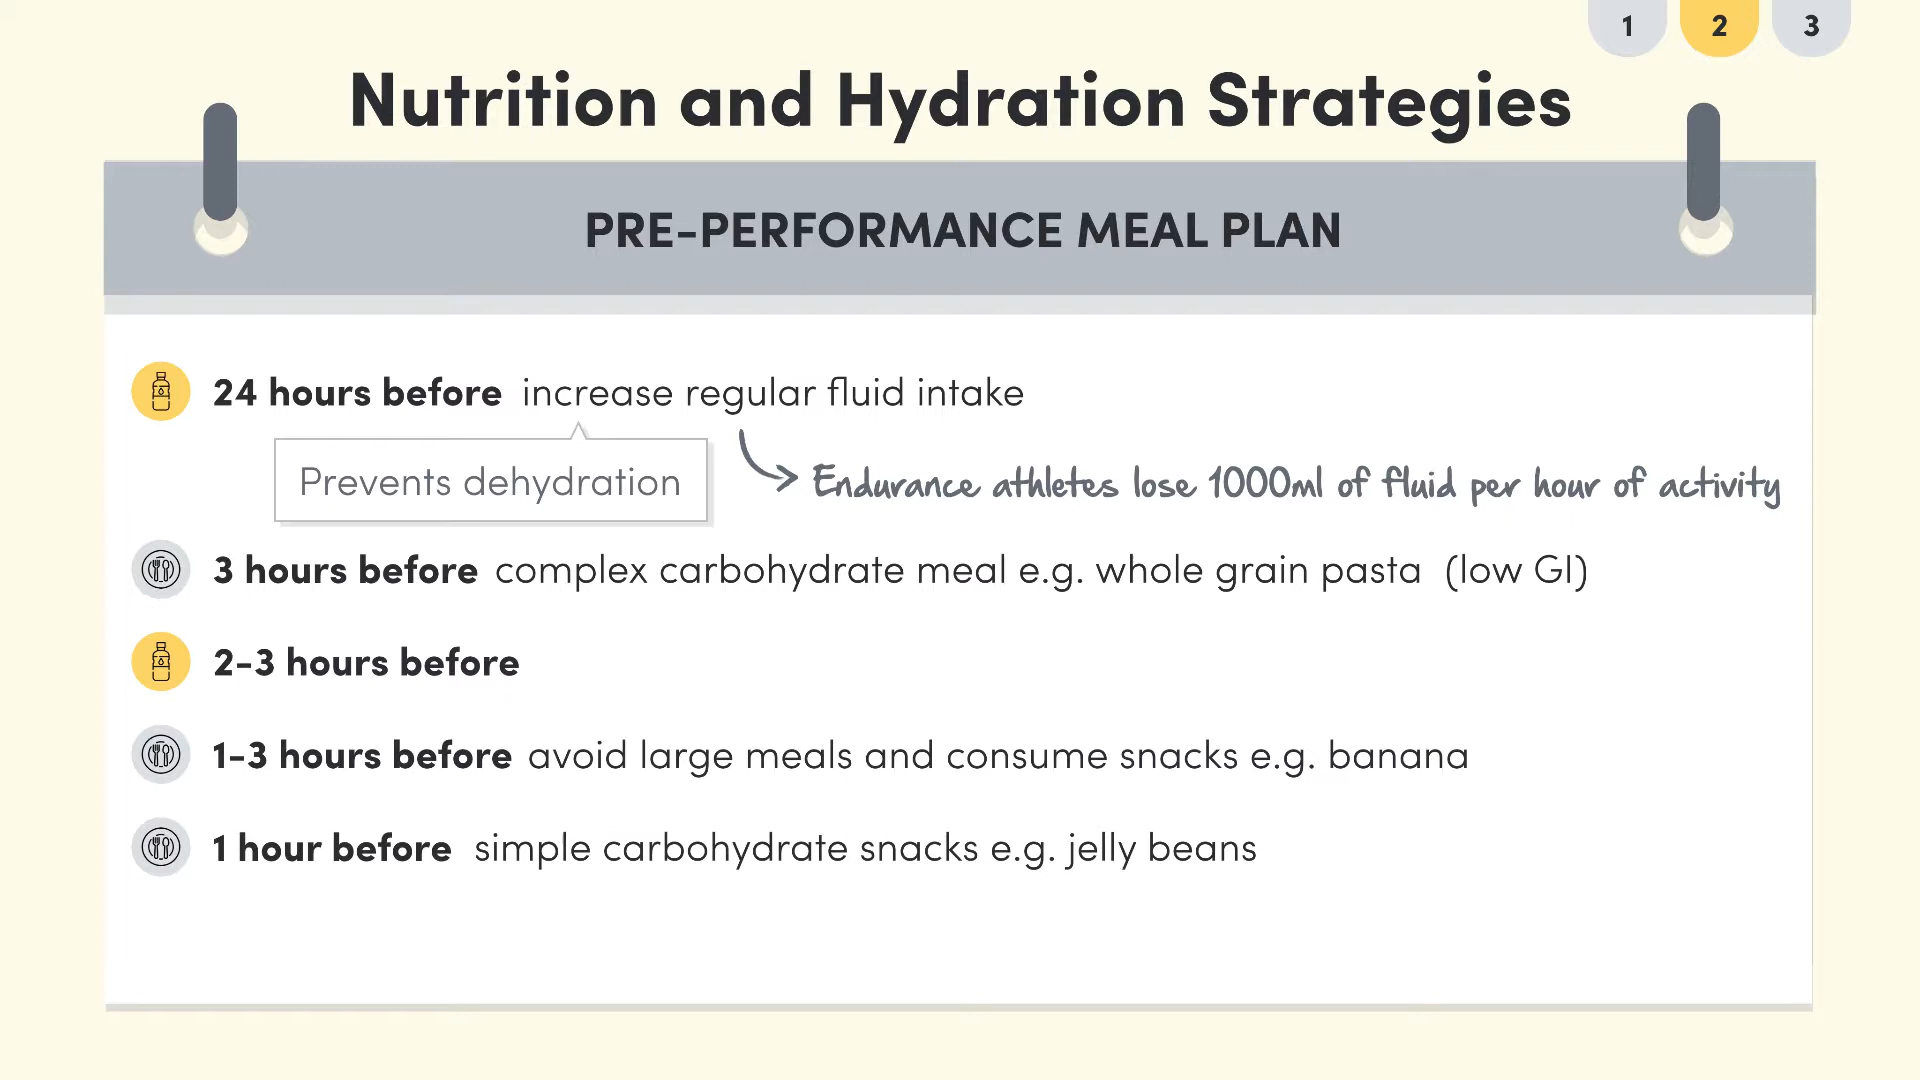 1 2 3
Nutrition and Hydration Strategies
PRE-PERFORMANCE MEAL PLAN
24 hours before increase regular fluid intake
Prevents dehydration
Endurance athletes lose 1000ml of fluid per hour of activity
3 hours before complex carbohydrate meal e.g. whole grain pasta (low GI)
2-3 hours before
1-3 hours before avoid large meals and consume snacks e.g. banana
1 hour before simple carbohydrate snacks e.g. jelly beans